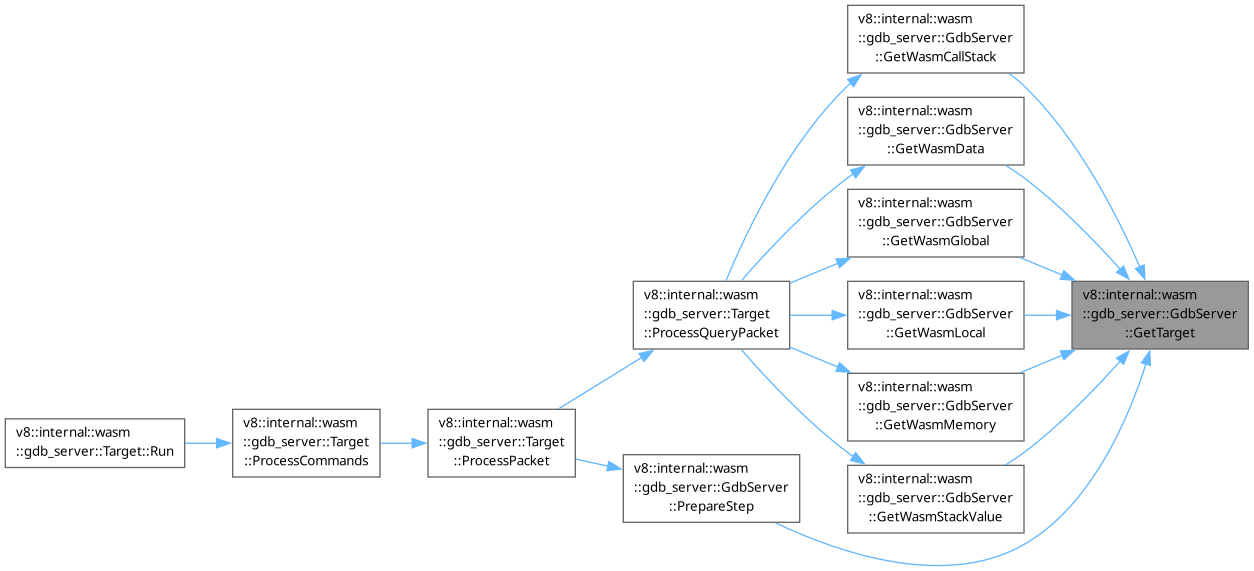 v8::internal::wasm
::gdb_server::GdbServer
::GetWasmCallStack
v8::internal::wasm
::gdb_server::GdbServer
::GetWasmData
v8::internal::wasm
::gdb_server::GdbServer
::GetWasmGlobal
v8::internal::wasm
::gdb_server::Target
::ProcessQueryPacket
v8::internal::wasm
::gdb_server::GdbServer
::GetWasmLocal
v8::internal::wasm
::gdb_server::GdbServer
::GetTarget
v8::internal::wasm
::gdb_server::GdbServer
::GetWasmMemory
v8::internal::wasm
::gdb_server::Target::Run
v8::internal::wasm
::gdb_server::Target
::ProcessCommands
v8::internal::wasm
::gdb_server::Target
::ProcessPacket
v8::internal::wasm
::gdb_server::GdbServer
::PrepareStep
v8::internal::wasm
::gdb_server::GdbServer
::GetWasmStackValue